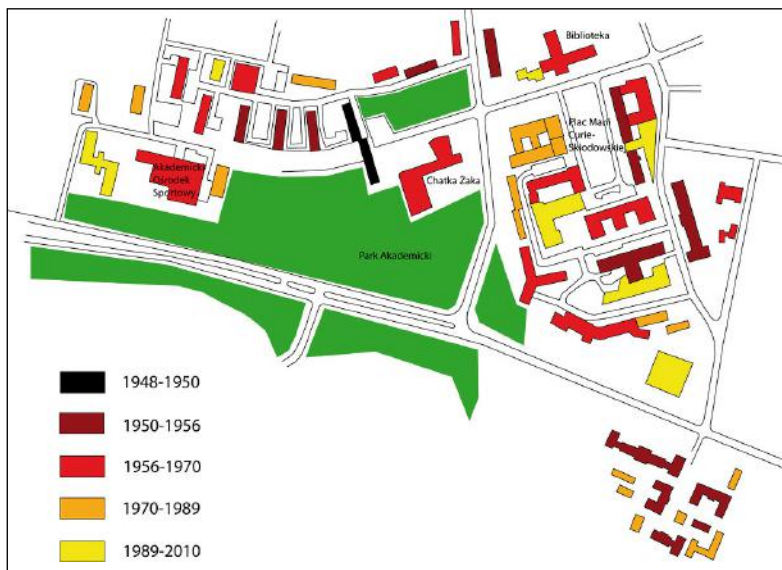 Biblioteka
Plac Marii
Curie-
Skłodowskiej
Akademicki
Ośrodek
Sportowy
Chatka Żaka
Park Akademicki
1948-1950
1950-1956
1956-1970
1970-1989
1989-2010